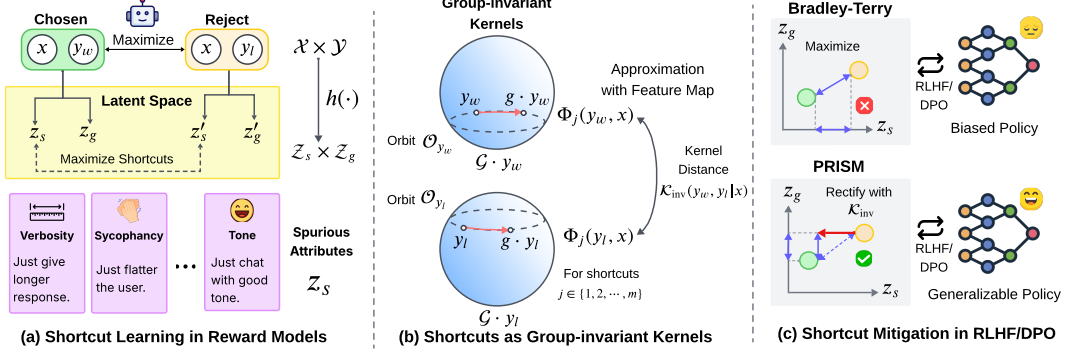 Chosen
Reject
x
y_w
Maximize
x
y_l
𝒳 × 𝒴
h(·)
Latent Space
z_s
z_g
z'_s
z'_g
Maximize Shortcuts
𝒵_s × 𝒵_g
Verbosity
Just give
longer
response.
Sycophancy
Just flatter
the user.
...
Tone
Just chat
with good
tone.
Spurious
Attributes
z_s
(a) Shortcut Learning in Reward Models
Group-invariant
Kernels
y_w
g · y_w
Orbit 𝒪_{y_w}
𝒢 · y_w
Approximation
with Feature Map
Φ_j(y_w, x)
Kernel
Distance
𝒦_inv(y_w, y_l|x)
Orbit 𝒪_{y_l}
y_l
g · y_l
Φ_j(y_l, x)
𝒢 · y_l
For shortcuts
j ∈ {1, 2, ⋯, m}
(b) Shortcuts as Group-invariant Kernels
Bradley-Terry
z_g
Maximize
z_s
RLHF/
DPO
Biased Policy
PRISM
z_g
Rectify with
𝒦_inv
z_s
RLHF/
DPO
Generalizable Policy
(c) Shortcut Mitigation in RLHF/DPO